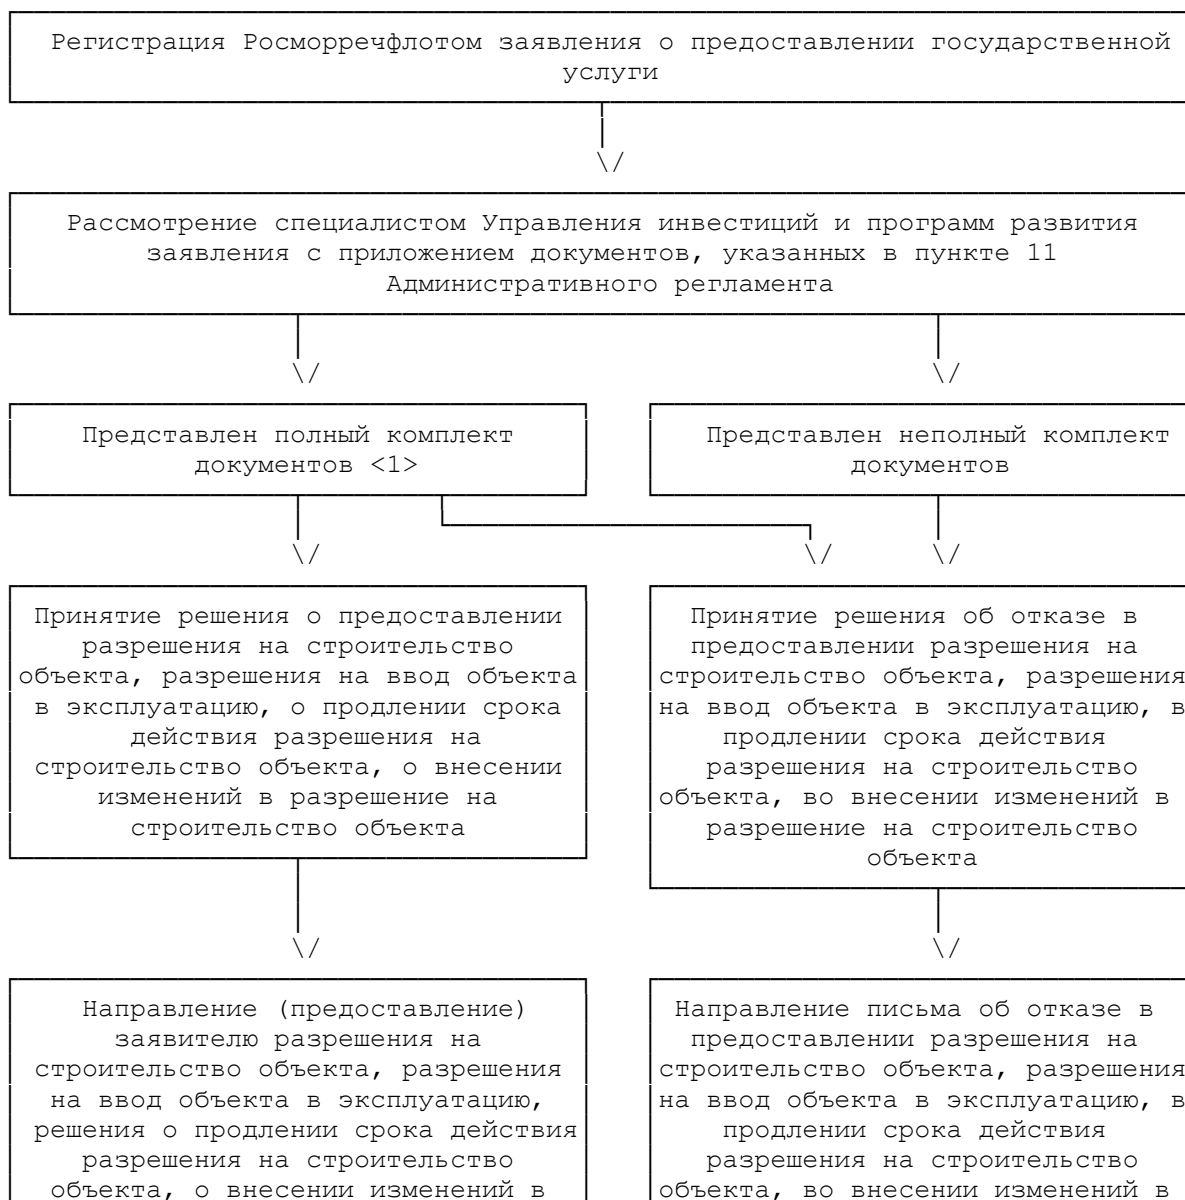 Регистрация Росморречфлотом заявления о предоставлении государственной
услуги
\/
Рассмотрение специалистом Управления инвестиций и программ развития
заявления с приложением документов, указанных в пункте 11
Административного регламента
\/
\/
Представлен полный комплект
документов <1>
Представлен неполный комплект
документов
\/
\/
\/
Принятие решения о предоставлении
разрешения на строительство
объекта, разрешения на ввод объекта
в эксплуатацию, о продлении срока
действия разрешения на
строительство объекта, о внесении
изменений в разрешение на
строительство объекта
Принятие решения об отказе в
предоставлении разрешения на
строительство объекта, разрешения
на ввод объекта в эксплуатацию, в
продлении срока действия
разрешения на строительство
объекта, во внесении изменений в
разрешение на строительство
объекта
\/
\/
Направление (предоставление)
заявителю разрешения на
строительство объекта, разрешения
на ввод объекта в эксплуатацию,
решения о продлении срока действия
разрешения на строительство
объекта, о внесении изменений в
Направление письма об отказе в
предоставлении разрешения на
строительство объекта, разрешения
на ввод объекта в эксплуатацию, в
продлении срока действия
разрешения на строительство
объекта, во внесении изменений в